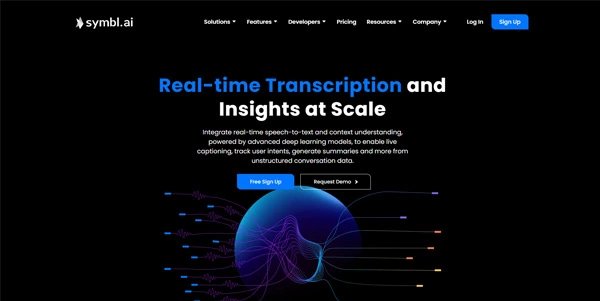 symbl.ai
Solutions Features Developers Pricing Resources Company Log In Sign Up
Real-time Transcription and
Insights at Scale
Integrate real-time speech-to-text and context understanding,
powered by advanced deep learning models, to enable live
captioning, track user intents, generate summaries and more from
unstructured conversation data.
Free Sign Up Request Demo